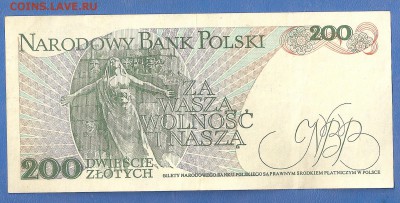 COINS.LAVE.RU
NARODOWY BANK POLSKI
200
ZA
WASZĄ
WOLNOŚĆ
I NASZĄ
NBP
200
DWIEŚCIE
ZŁOTYCH
BILETY NARODOWEGO BANKU POLSKIEGO SĄ PRAWNYM ŚRODKIEM PŁATNICZYM W POLSCE